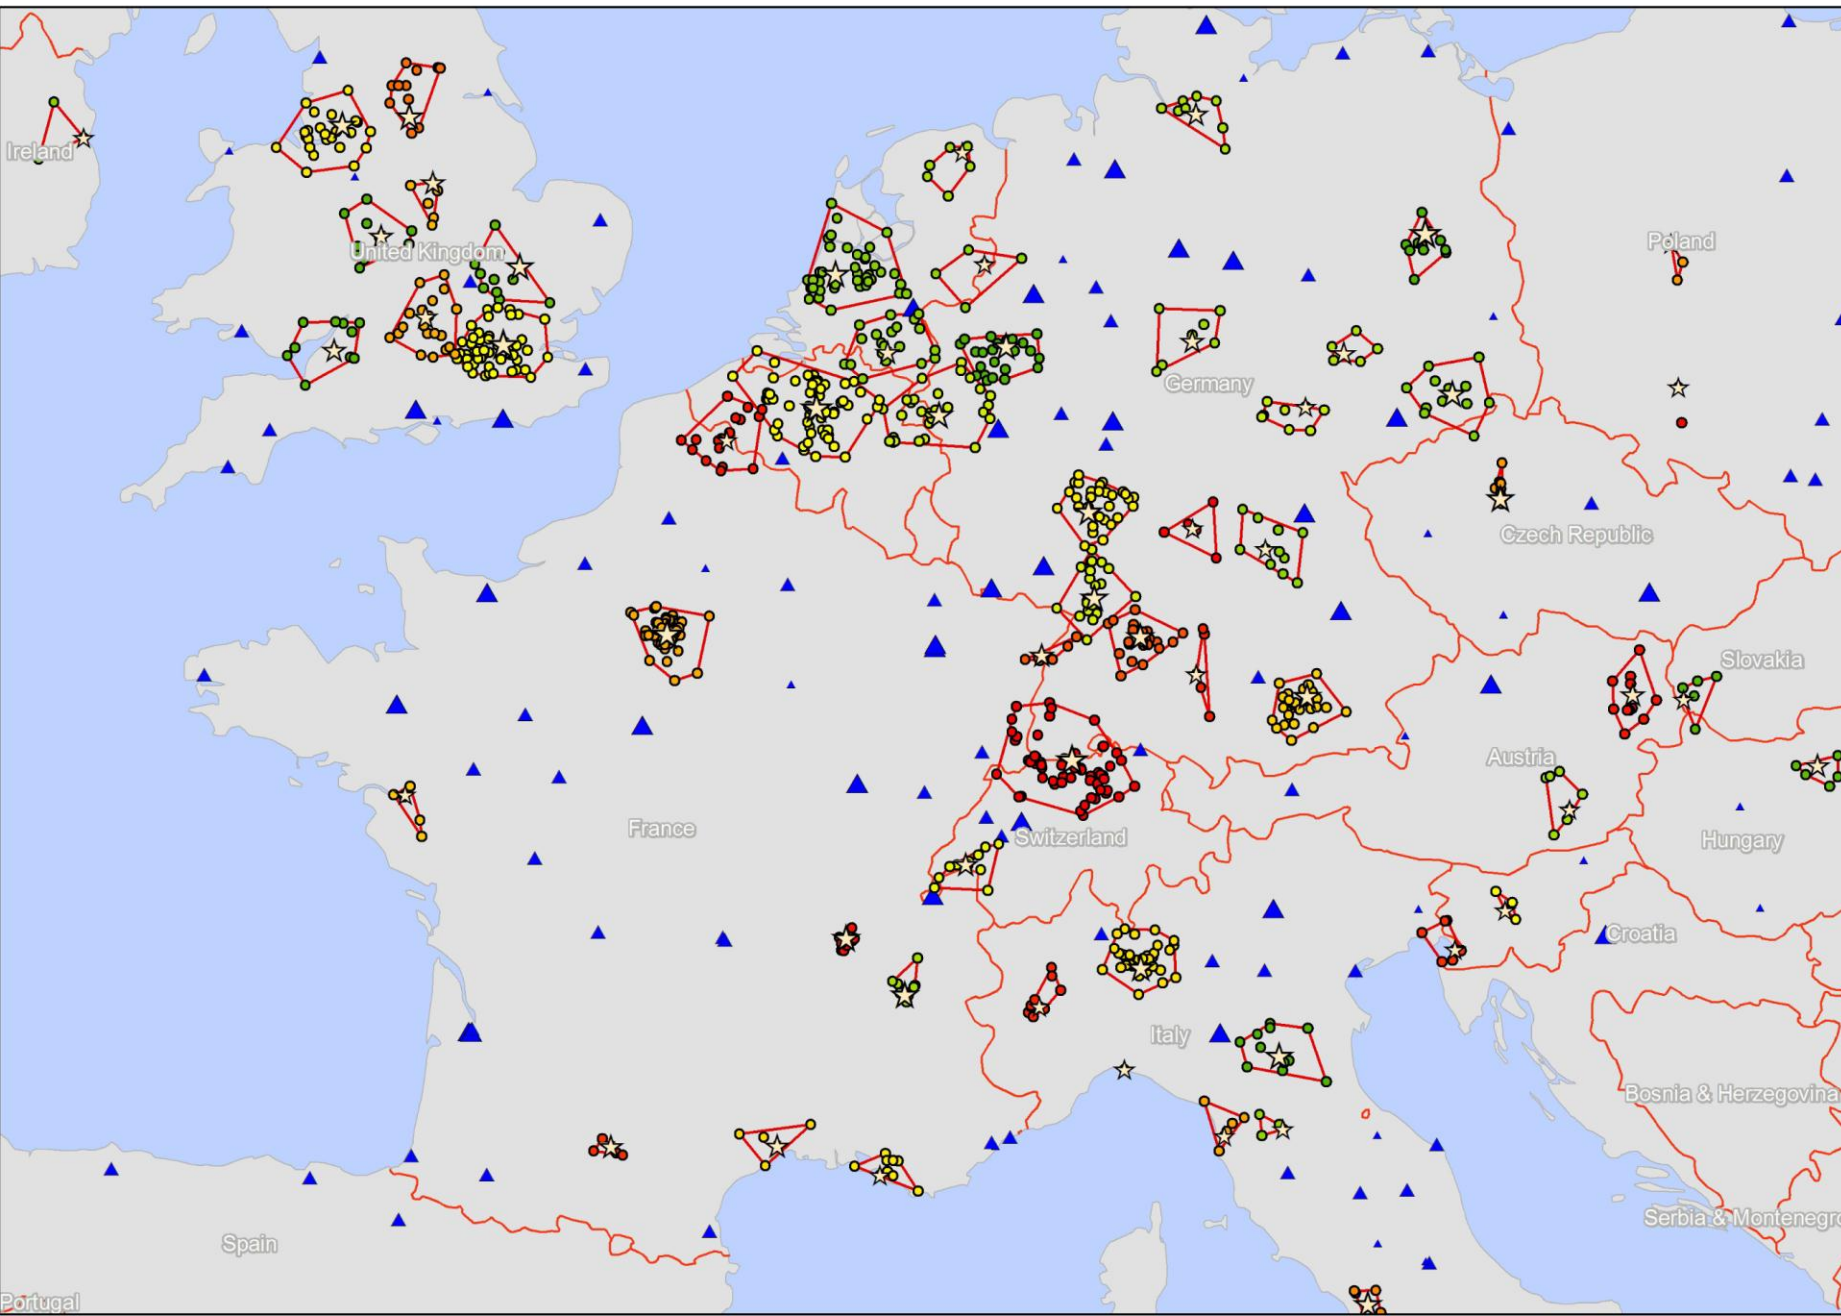 Ireland
United Kingdom
Poland
Germany
Czech Republic
Slovakia
Austria
France
Switzerland
Hungary
Croatia
Italy
Bosnia & Herzegovina
Serbia & Montenegro
Spain
Portugal